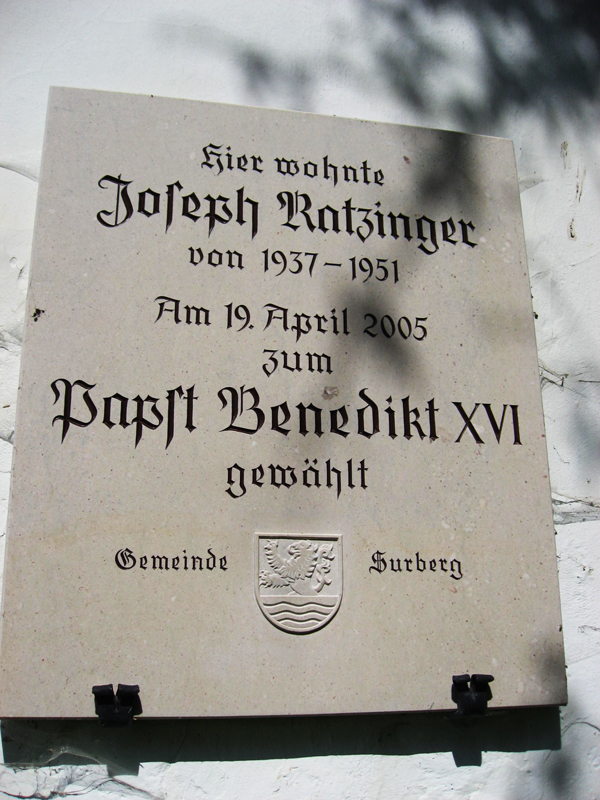 Hier wohnte
Joseph Ratzinger
von 1937 – 1951
Am 19. April 2005
zum
Papst Benedikt XVI
gewählt
Gemeinde Surberg